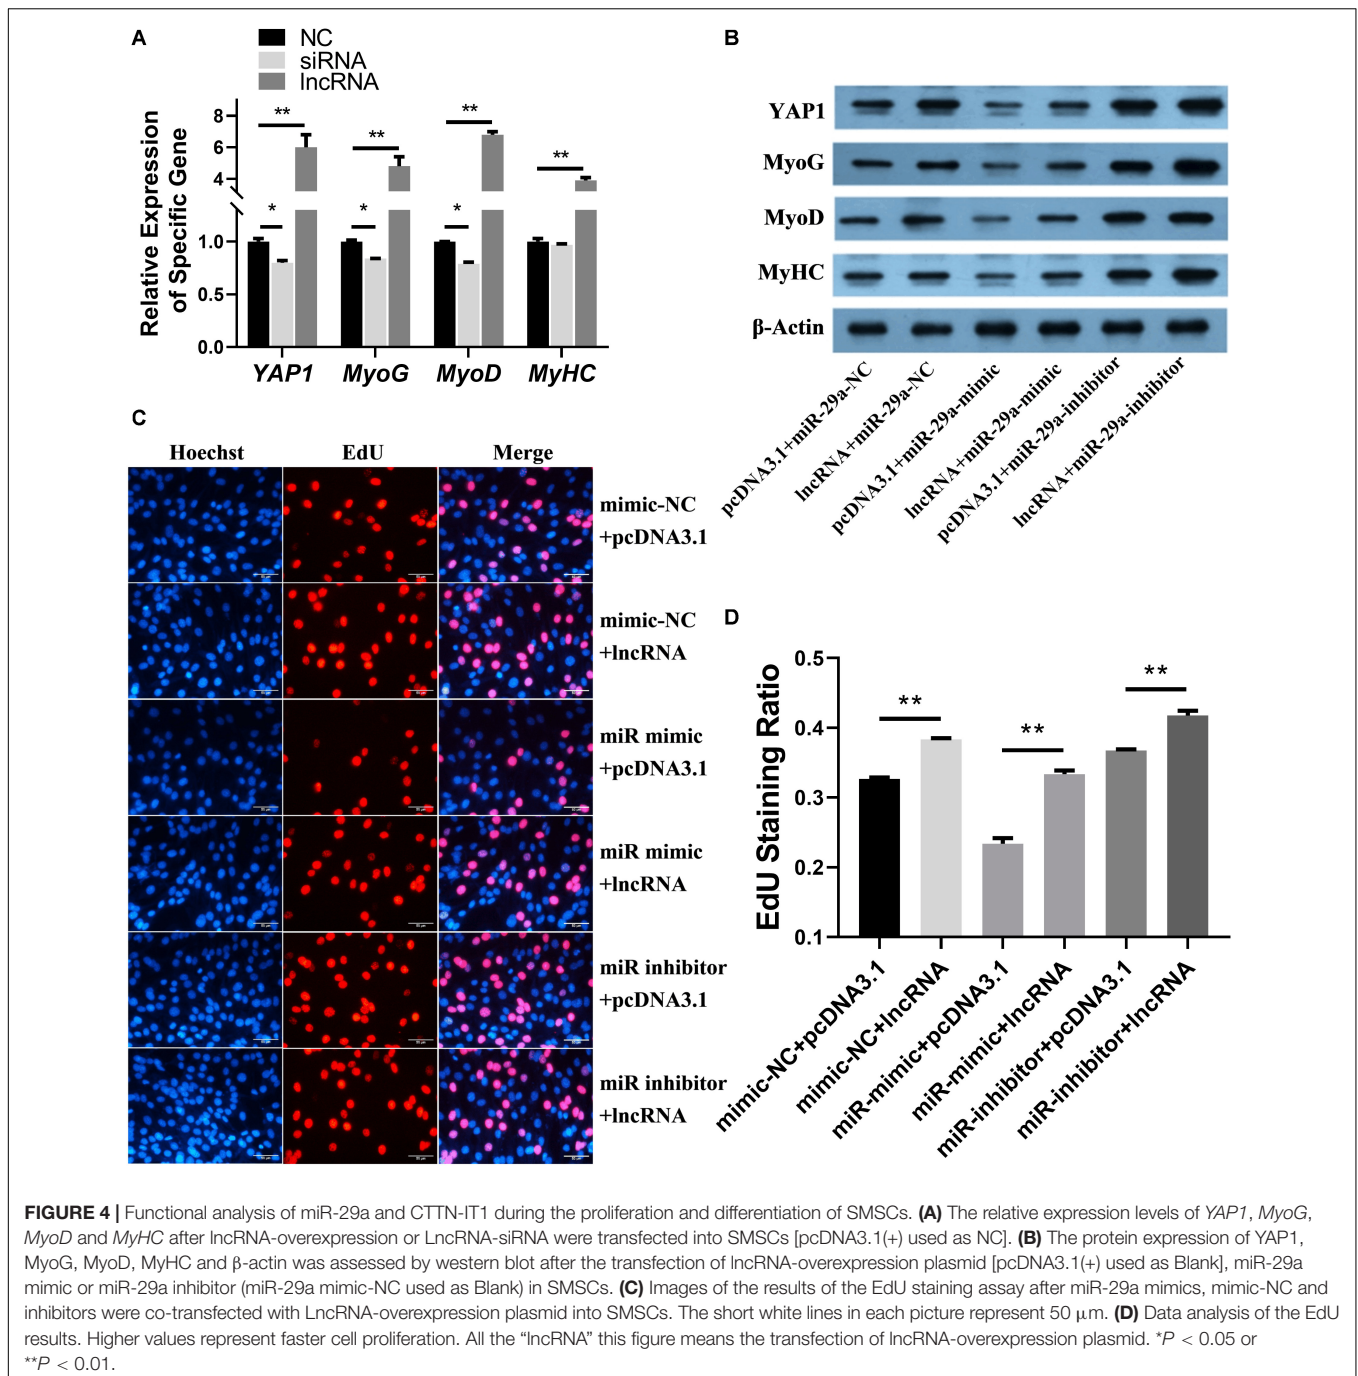 A
NC
siRNA
lncRNA
Relative Expression
of Specific Gene
8
6
4
1.0
0.5
0.0
**
**
**
**
*
*
*
YAP1 MyoG MyoD MyHC
B
YAP1
MyoG
MyoD
MyHC
β-Actin
pcDNA3.1+miR-29a-NC
lncRNA+miR-29a-NC
pcDNA3.1+miR-29a-mimic
lncRNA+miR-29a-mimic
pcDNA3.1+miR-29a-inhibitor
lncRNA+miR-29a-inhibitor
C
Hoechst EdU Merge
mimic-NC
+pcDNA3.1
mimic-NC
+lncRNA
miR mimic
+pcDNA3.1
miR mimic
+lncRNA
miR inhibitor
+pcDNA3.1
miR inhibitor
+lncRNA
D
EdU Staining Ratio
0.5
0.4
0.3
0.2
0.1
**
**
**
mimic-NC+pcDNA3.1
mimic-NC+lncRNA
miR-mimic+pcDNA3.1
miR-mimic+lncRNA
miR-inhibitor+pcDNA3.1
miR-inhibitor+lncRNA
FIGURE 4 | Functional analysis of miR-29a and CTTN-IT1 during the proliferation and differentiation of SMSCs. (A) The relative expression levels of YAP1, MyoG,
MyoD and MyHC after lncRNA-overexpression or LncRNA-siRNA were transfected into SMSCs [pcDNA3.1(+) used as NC]. (B) The protein expression of YAP1,
MyoG, MyoD, MyHC and β-actin was assessed by western blot after the transfection of lncRNA-overexpression plasmid [pcDNA3.1(+) used as Blank], miR-29a
mimic or miR-29a inhibitor (miR-29a mimic-NC used as Blank) in SMSCs. (C) Images of the results of the EdU staining assay after miR-29a mimics, mimic-NC and
inhibitors were co-transfected with LncRNA-overexpression plasmid into SMSCs. The short white lines in each picture represent 50 μm. (D) Data analysis of the EdU
results. Higher values represent faster cell proliferation. All the “lncRNA” this figure means the transfection of lncRNA-overexpression plasmid. *P < 0.05 or
**P < 0.01.